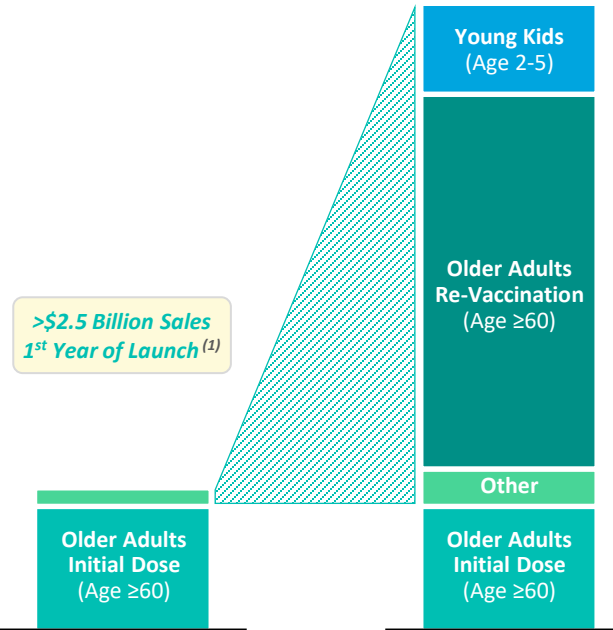 Young Kids
(Age 2-5)
Older Adults
Re-Vaccination
(Age ≥60)
>$2.5 Billion Sales
1st Year of Launch (1)
Other
Older Adults
Initial Dose
(Age ≥60)
Older Adults
Initial Dose
(Age ≥60)